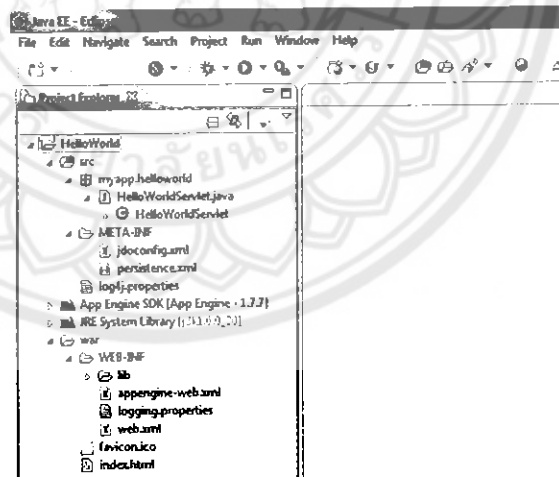 Java EE - Eclipse
File Edit Navigate Search Project Run Window Help
Project Explorer
HelloWorld
src
myapp.helloworld
HelloWorldServlet.java
HelloWorldServlet
META-INF
jdoconfig.xml
persistence.xml
log4j.properties
App Engine SDK [App Engine - 1.7.7]
JRE System Library
war
WEB-INF
lib
appengine-web.xml
logging.properties
web.xml
favicon.ico
index.html